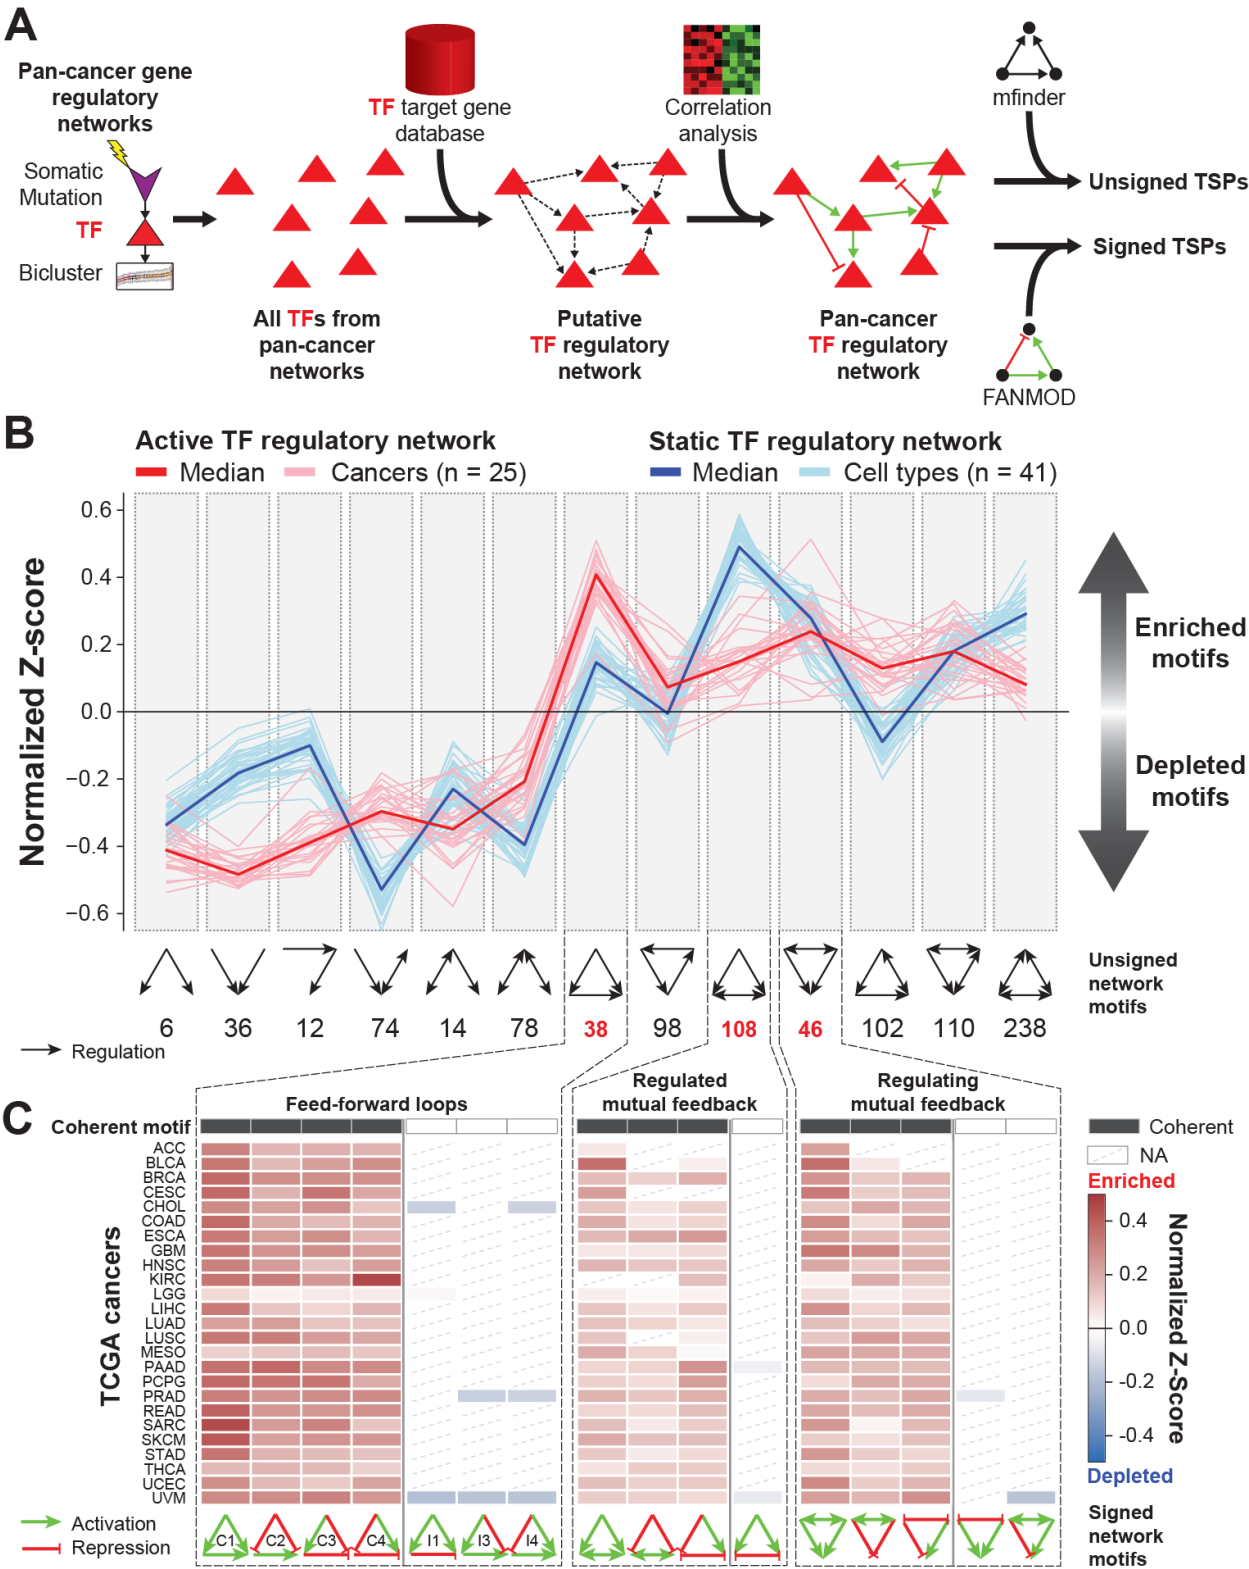 A
Pan-cancer gene
regulatory
networks
Somatic
Mutation
TF
Bicluster
All TFs from
pan-cancer
networks
TF target gene
database
Putative
TF regulatory
network
Correlation
analysis
Pan-cancer
TF regulatory
network
mfinder
Unsigned TSPs
Signed TSPs
FANMOD
B
Active TF regulatory network
Median
Cancers (n = 25)
Static TF regulatory network
Median
Cell types (n = 41)
Normalized Z-score
0.6
0.4
0.2
0.0
−0.2
−0.4
−0.6
Enriched
motifs
Depleted
motifs
Unsigned
network
motifs
6 36 12 74 14 78 38 98 108 46 102 110 238
Regulation
C
Feed-forward loops
Regulated
mutual feedback
Regulating
mutual feedback
Coherent motif
Coherent
NA
TCGA cancers
ACC
BLCA
BRCA
CESC
CHOL
COAD
ESCA
GBM
HNSC
KIRC
LGG
LIHC
LUAD
LUSC
MESO
PAAD
PCPG
PRAD
READ
SARC
SKCM
STAD
THCA
UCEC
UVM
Enriched
0.4
0.2
0.0
-0.2
-0.4
Normalized Z-Score
Depleted
Activation
Repression
C1 C2 C3 C4 I1 I3 I4
Signed
network
motifs